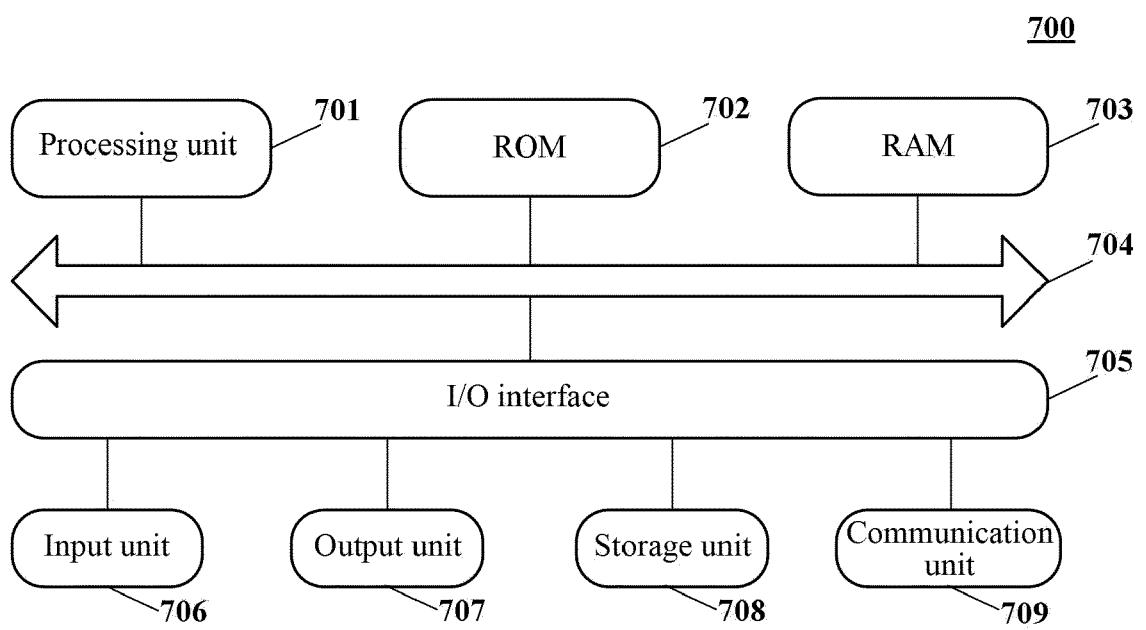 700
701
702
703
Processing unit
ROM
RAM
704
705
I/O interface
Input unit
Output unit
Storage unit
Communication
unit
706
707
708
709